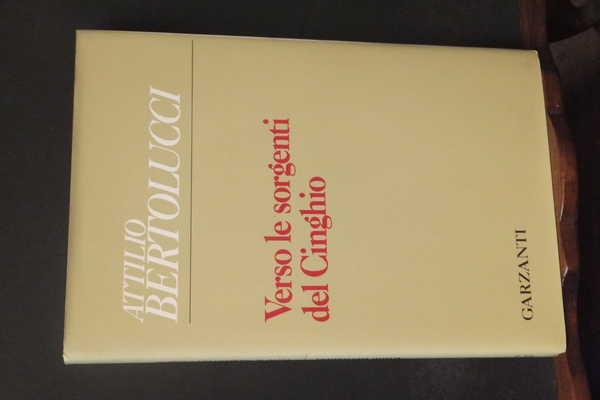 ATTILIO
BERTOLUCCI
Verso le sorgenti
del Cinghio
GARZANTI